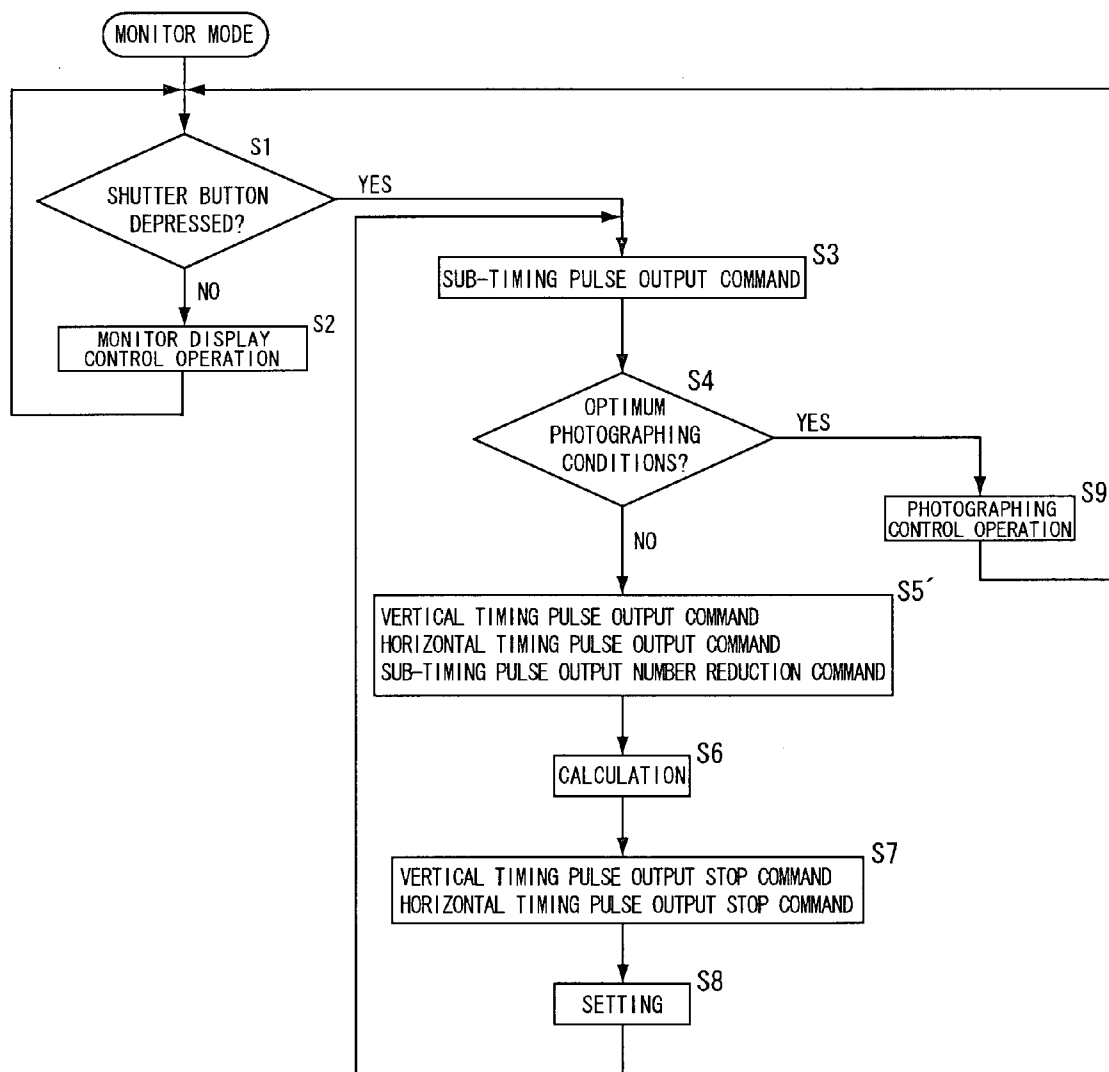 MONITOR MODE
S1
SHUTTER BUTTON
DEPRESSED?
YES
NO
S2
MONITOR DISPLAY
CONTROL OPERATION
S3
SUB-TIMING PULSE OUTPUT COMMAND
S4
OPTIMUM
PHOTOGRAPHING
CONDITIONS?
YES
NO
S9
PHOTOGRAPHING
CONTROL OPERATION
S5´
VERTICAL TIMING PULSE OUTPUT COMMAND
HORIZONTAL TIMING PULSE OUTPUT COMMAND
SUB-TIMING PULSE OUTPUT NUMBER REDUCTION COMMAND
S6
CALCULATION
S7
VERTICAL TIMING PULSE OUTPUT STOP COMMAND
HORIZONTAL TIMING PULSE OUTPUT STOP COMMAND
S8
SETTING